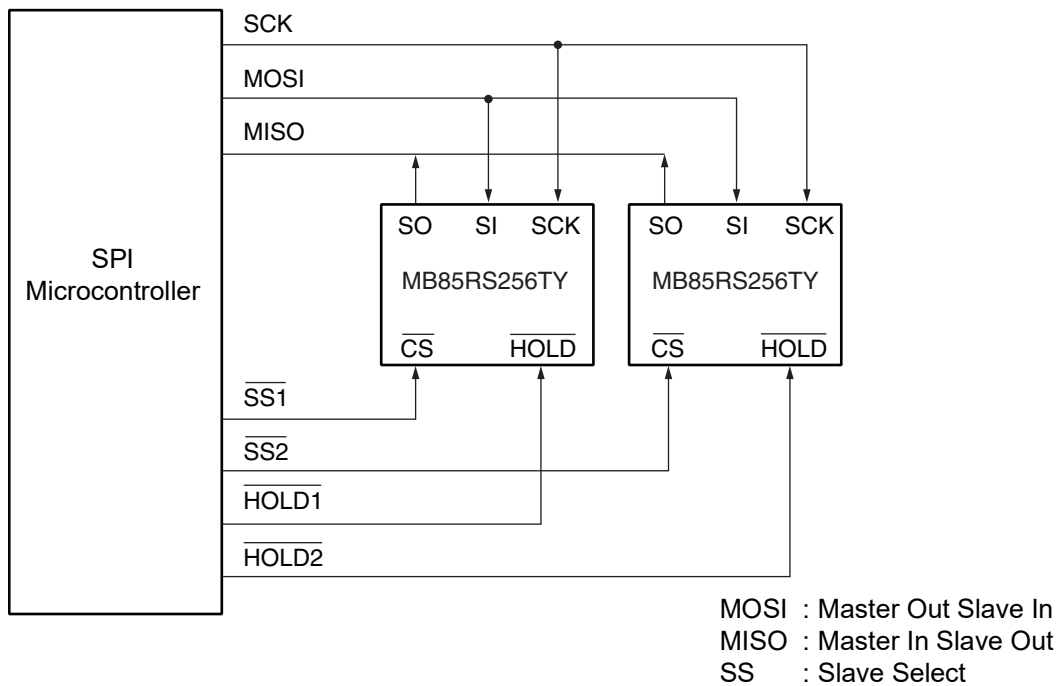 SCK
MOSI
MISO
SO SI SCK
MB85RS256TY
CS HOLD
SO SI SCK
MB85RS256TY
CS HOLD
SPI
Microcontroller
SS1
SS2
HOLD1
HOLD2
MOSI : Master Out Slave In
MISO : Master In Slave Out
SS : Slave Select